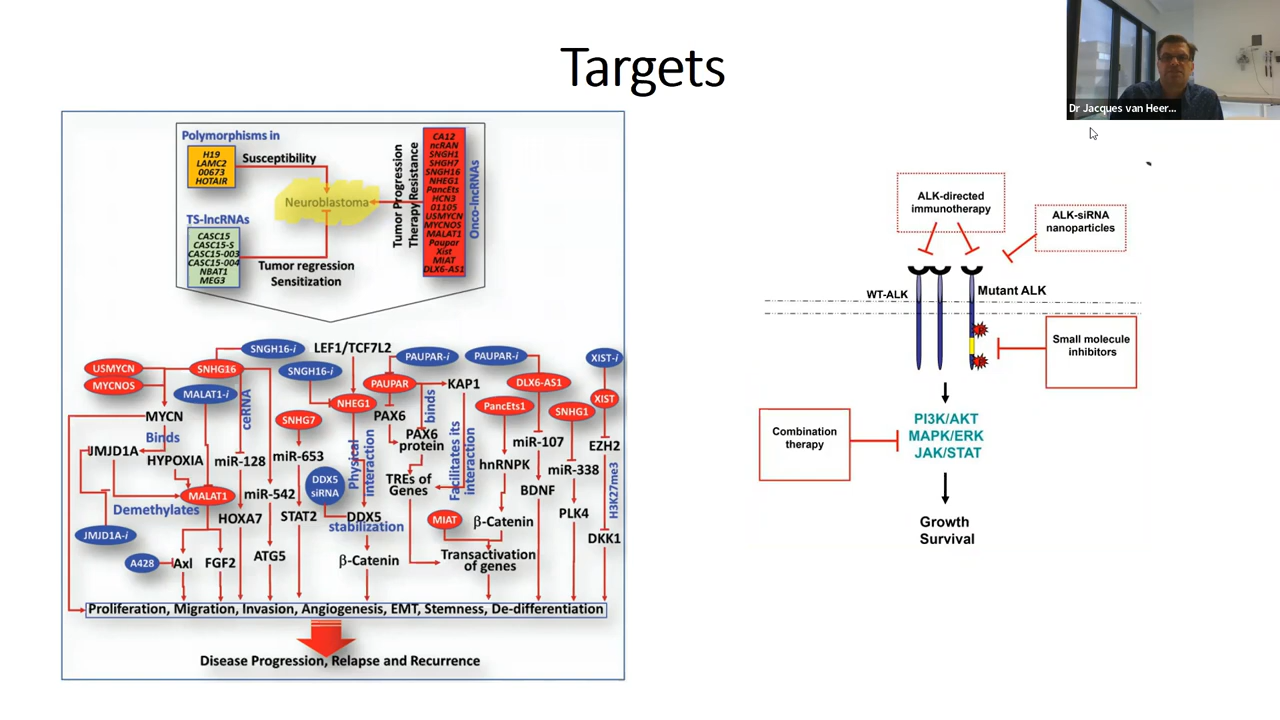 Targets
Dr Jacques van Heer...
Polymorphisms in
H19
LAMC2
00673
HOTAIR
Susceptibility
Neuroblastoma
TS-lncRNAs
CASC15
CASC15-S
CASC15-003
CASC15-004
NBAT1
MEG3
Tumor regression
Sensitization
Tumor Progression
Therapy Resistance
CA12
ncRAN
SNGH1
SHGH7
SNGH16
NHEG1
PancEts
HCN3
01105
USMYCN
MYCNOS
MALAT1
Paupar
Xist
MIAT
DLX6-AS1
Onco-lncRNAs
SNGH16-i
LEF1/TCF7L2
PAUPAR-i
PAUPAR-i
XIST-i
USMYCN
MYCNOS
SNHG16
SNGH16-i
PAUPAR
KAP1
DLX6-AS1
MALAT1-i
ceRNA
NHEG1
binds
PancEts1
SNHG1
XIST
MYCN
SNHG7
PAX6
Binds
PAX6
protein
miR-107
EZH2
JMJD1A
HYPOXIA
miR-128
miR-653
Physical
interaction
Facilitates its
interaction
hnRNPK
miR-338
H3K27me3
DDX5
siRNA
TREs of
Genes
BDNF
MALAT1
miR-542
Demethylates
HOXA7
STAT2
DDX5
stabilization
MIAT
β-Catenin
PLK4
JMJD1A-i
DKK1
A428
Axl
FGF2
ATG5
β-Catenin
Transactivation
of genes
Proliferation, Migration, Invasion, Angiogenesis, EMT, Stemness, De-differentiation
Disease Progression, Relapse and Recurrence
ALK-directed
immunotherapy
ALK-siRNA
nanoparticles
WT-ALK
Mutant ALK
Small molecule
inhibitors
Combination
therapy
PI3K/AKT
MAPK/ERK
JAK/STAT
Growth
Survival